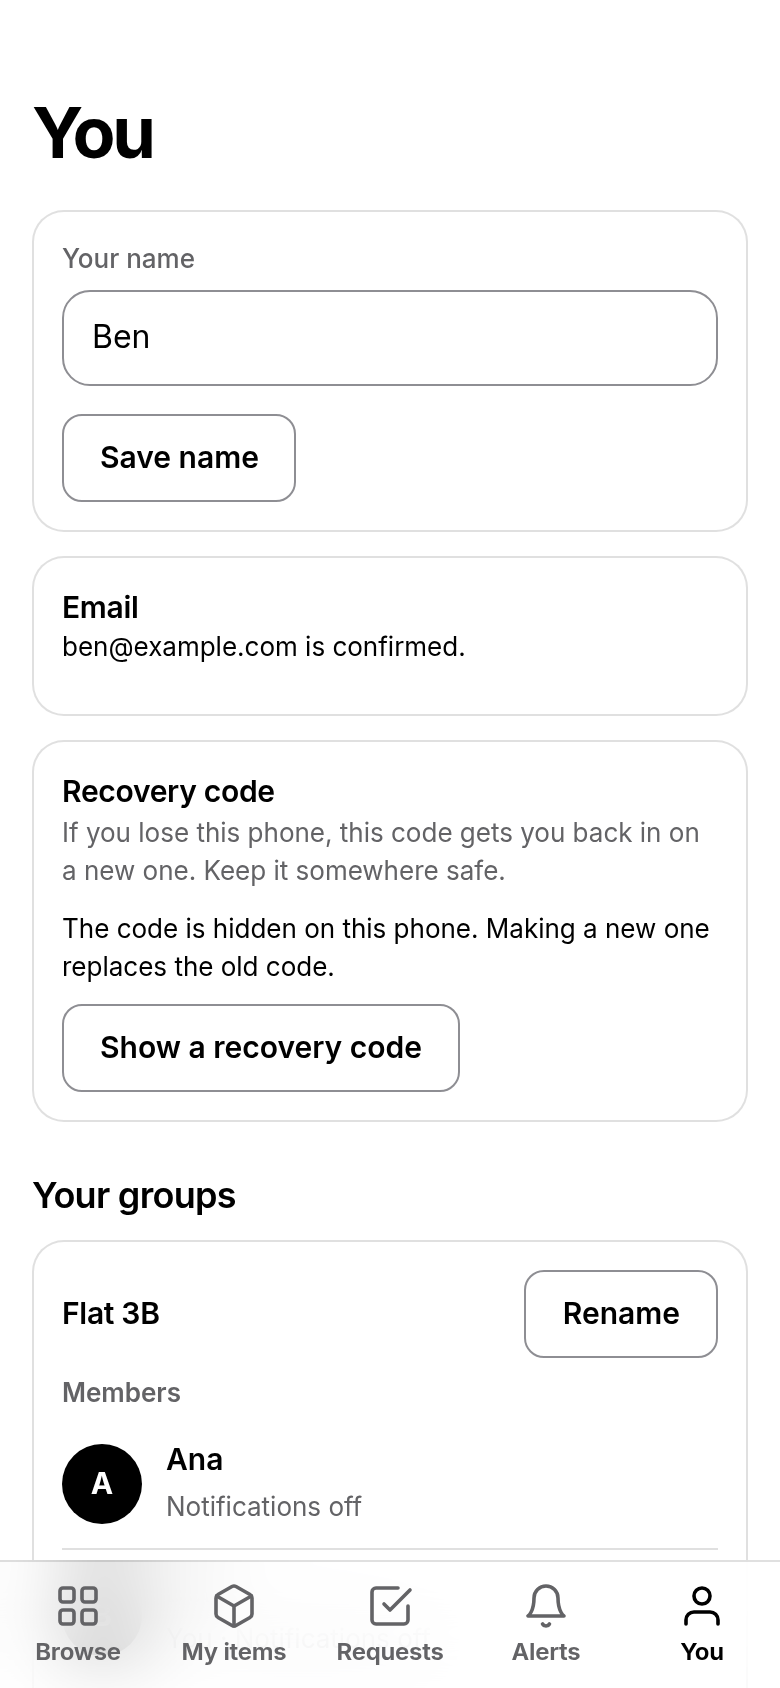 You
Your name
Ben
Save name
Email
ben@example.com is confirmed.
Recovery code
If you lose this phone, this code gets you back in on
a new one. Keep it somewhere safe.
The code is hidden on this phone. Making a new one
replaces the old code.
Show a recovery code
Your groups
Flat 3B
Rename
Members
A
Ana
Notifications off
You Notifications off
Browse
My items
Requests
Alerts
You